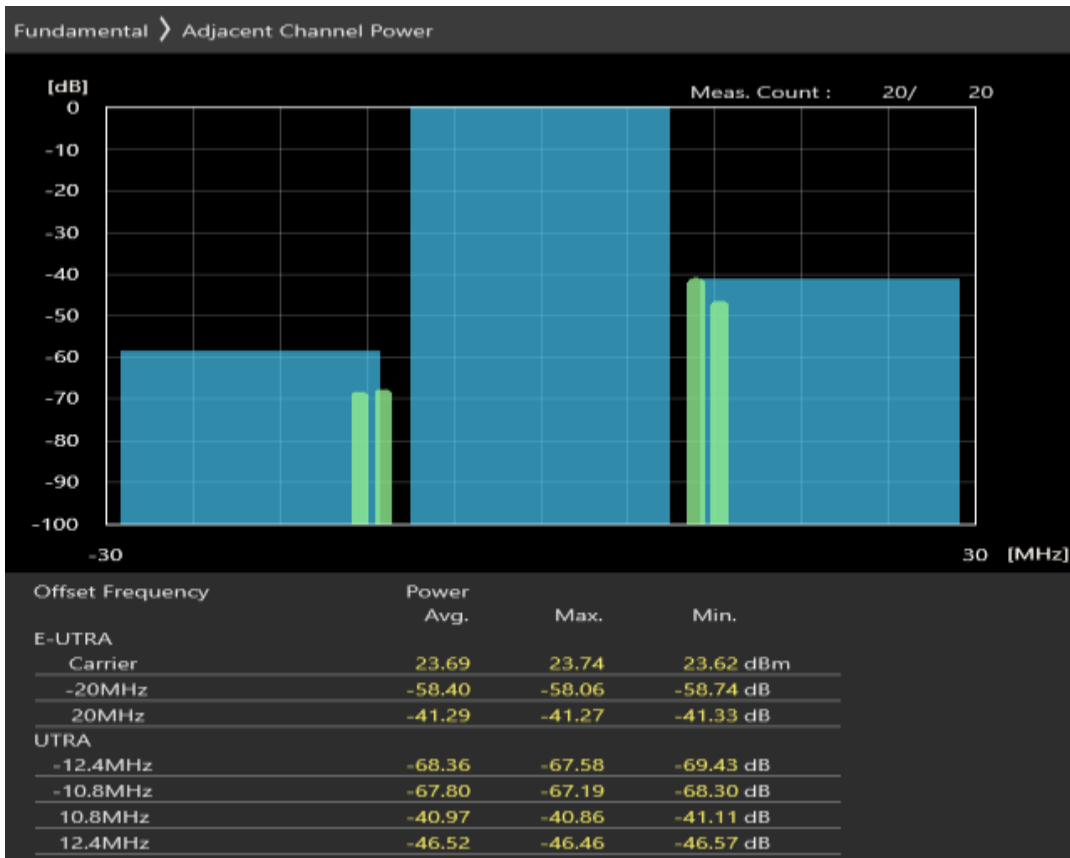 Fundamental ❯ Adjacent Channel Power
[dB]
Meas. Count : 20/ 20
0
-10
-20
-30
-40
-50
-60
-70
-80
-90
-100
-30 30 [MHz]
Offset Frequency Power
Avg. Max. Min.
E-UTRA
Carrier 23.69 23.74 23.62 dBm
-20MHz -58.40 -58.06 -58.74 dB
20MHz -41.29 -41.27 -41.33 dB
UTRA
-12.4MHz -68.36 -67.58 -69.43 dB
-10.8MHz -67.80 -67.19 -68.30 dB
10.8MHz -40.97 -40.86 -41.11 dB
12.4MHz -46.52 -46.46 -46.57 dB